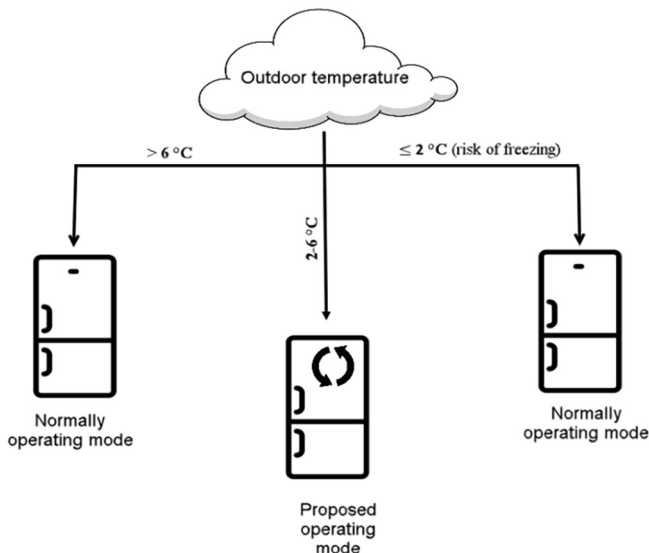 Outdoor temperature
> 6 °C
≤ 2 °C (risk of freezing)
2-6 °C
Normally
operating mode
Proposed
operating
mode
Normally
operating mode